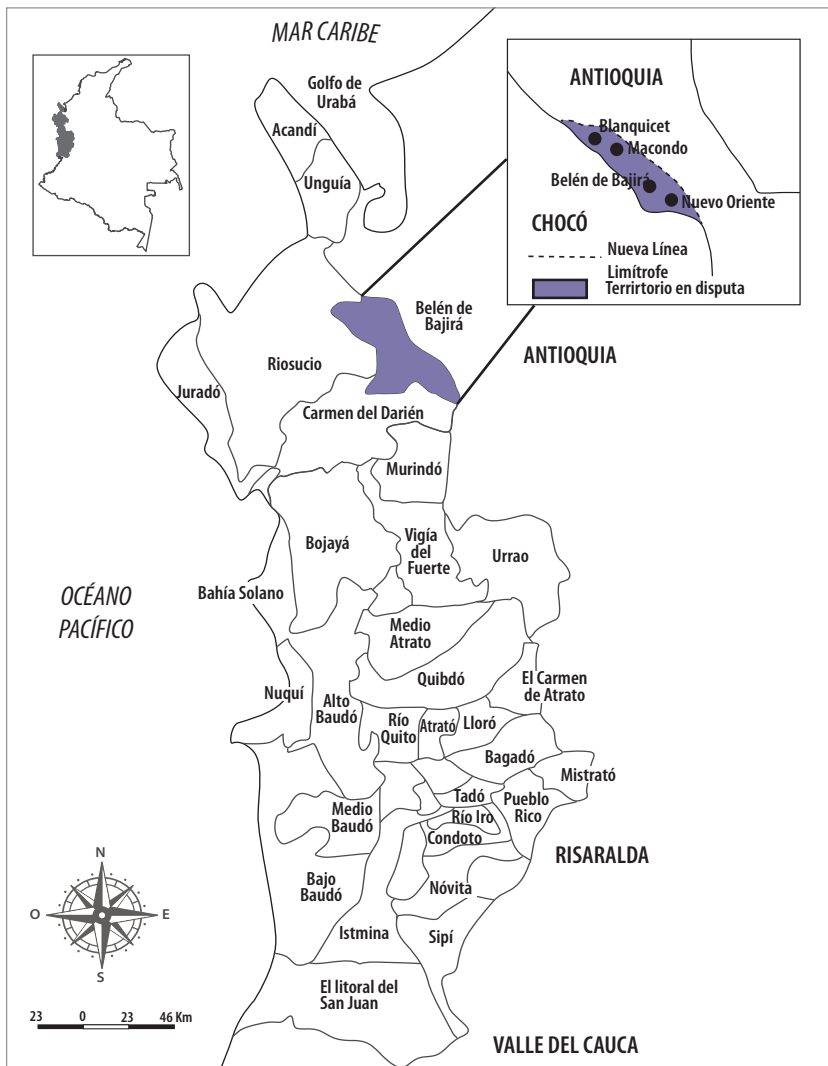 MAR CARIBE
Golfo de
Urabá
Acandí
Unguía
ANTIOQUIA
Blanquicet
Macondo
Belén de Bajirá
Nuevo Oriente
CHOCÓ
Nueva Línea
Limítrofe
Terrirtorio en disputa
Belén de
Bajirá
ANTIOQUIA
Riosucio
Juradó
Carmen del Darién
Murindó
Bojayá
Vigía
del
Fuerte
Urrao
Bahía Solano
OCÉANO
PACÍFICO
Medio
Atrato
Quibdó
El Carmen
de Atrato
Nuquí
Alto
Baudó
Río
Quito
Atrató
Lloró
Bagadó
Mistrató
Tadó
Pueblo
Rico
Medio
Baudó
Río Iró
Condoto
RISARALDA
Bajo
Baudó
Nóvita
Istmina
Sipí
El litoral del
San Juan
VALLE DEL CAUCA
N
O
E
S
23 0 23 46 Km